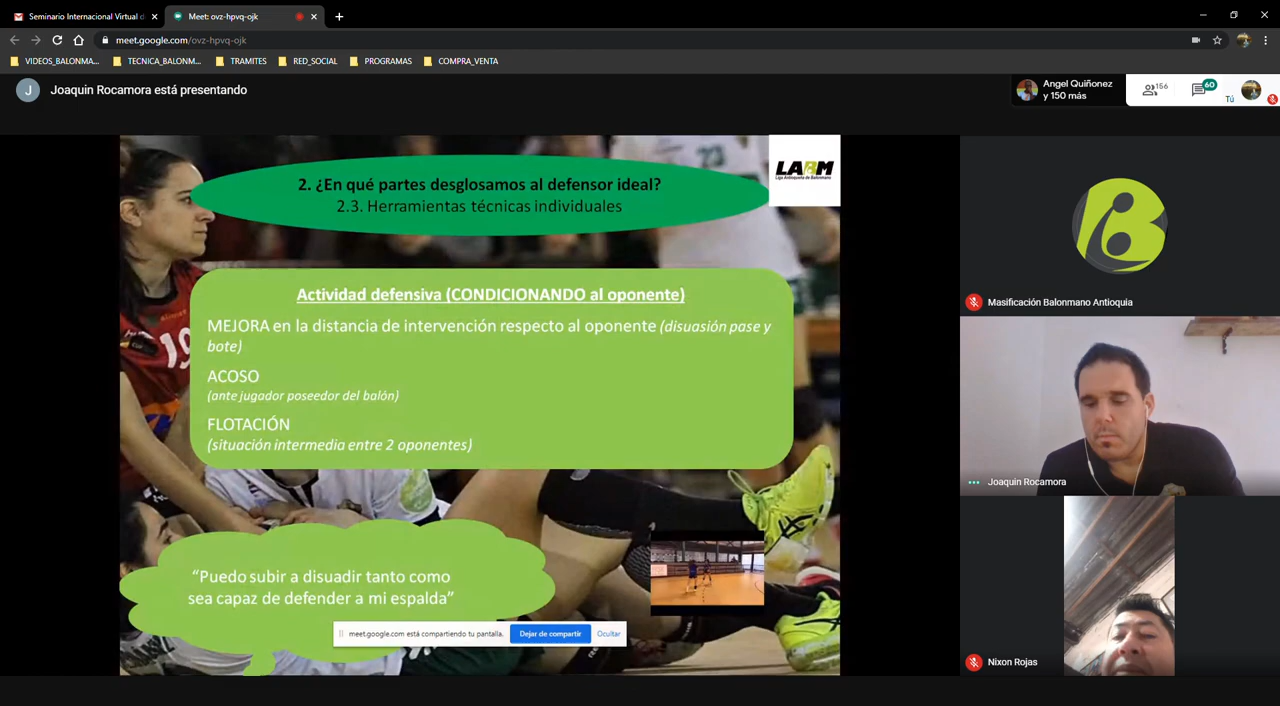 Seminario Internacional Virtual d
Meet: ovz-hpvq-ojk
meet.google.com/ovz-hpvq-ojk
VIDEOS_BALONMA...
TECNICA_BALONM...
TRAMITES
RED_SOCIAL
PROGRAMAS
COMPRA_VENTA
J
Joaquin Rocamora está presentando
Angel Quiñonez
y 150 más
156
60
Tú
23
LABM
Liga Antioqueña de Balonmano
2. ¿En qué partes desglosamos al defensor ideal?
2.3. Herramientas técnicas individuales
19
Actividad defensiva (CONDICIONANDO al oponente)
MEJORA en la distancia de intervención respecto al oponente (disuasión pase y
bote)
ACOSO
(ante jugador poseedor del balón)
FLOTACIÓN
(situación intermedia entre 2 oponentes)
"Puedo subir a disuadir tanto como
sea capaz de defender a mi espalda"
meet.google.com está compartiendo tu pantalla.
Dejar de compartir
Ocultar
Masificación Balonmano Antioquia
Joaquin Rocamora
Nixon Rojas